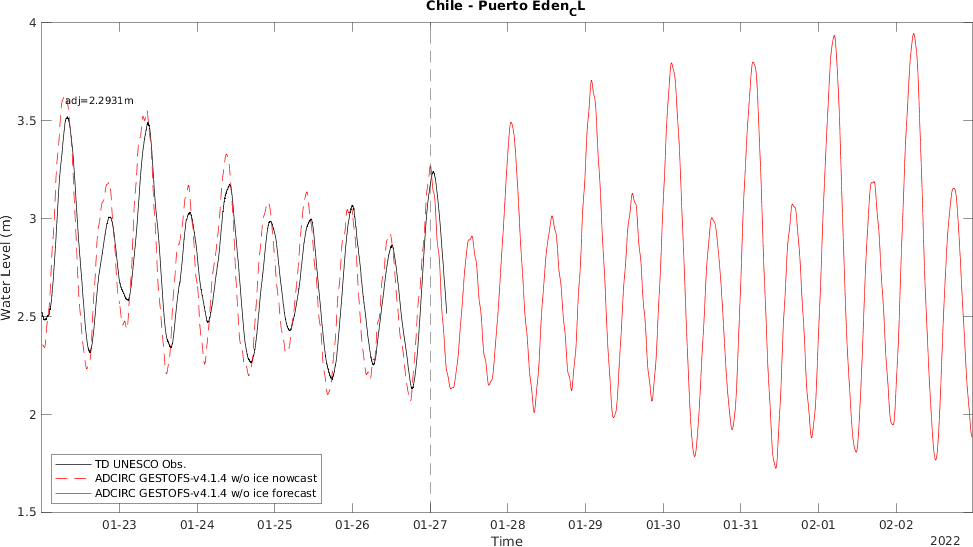 Chile - Puerto Eden_CL
4
adj=2.2931m
3.5
3
2.5
2
1.5
Water Level (m)
TD UNESCO Obs.
ADCIRC GESTOFS-v4.1.4 w/o ice nowcast
ADCIRC GESTOFS-v4.1.4 w/o ice forecast
01-23 01-24 01-25 01-26 01-27 01-28 01-29 01-30 01-31 02-01 02-02
Time
2022